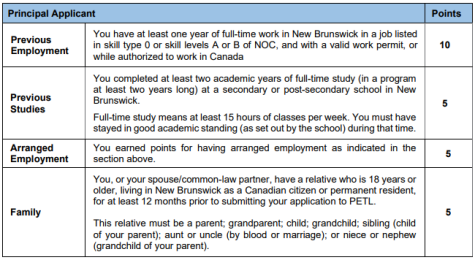 Principal Applicant Points
Previous Employment
You have at least one year of full-time work in New Brunswick in a job listed
in skill type 0 or skill levels A or B of NOC, and with a valid work permit, or
while authorized to work in Canada
10
Previous Studies
You completed at least two academic years of full-time study (in a program
at least two years long) at a secondary or post-secondary school in New
Brunswick.
Full-time study means at least 15 hours of classes per week. You must have
stayed in good academic standing (as set out by the school) during that time.
5
Arranged Employment
You earned points for having arranged employment as indicated in the
section above.
5
Family
You, or your spouse/common-law partner, have a relative who is 18 years or
older, living in New Brunswick as a Canadian citizen or permanent resident,
for at least 12 months prior to submitting your application to PETL.
This relative must be a parent; grandparent; child; grandchild; sibling (child
of your parent); aunt or uncle (by blood or marriage); or niece or nephew
(grandchild of your parent).
5